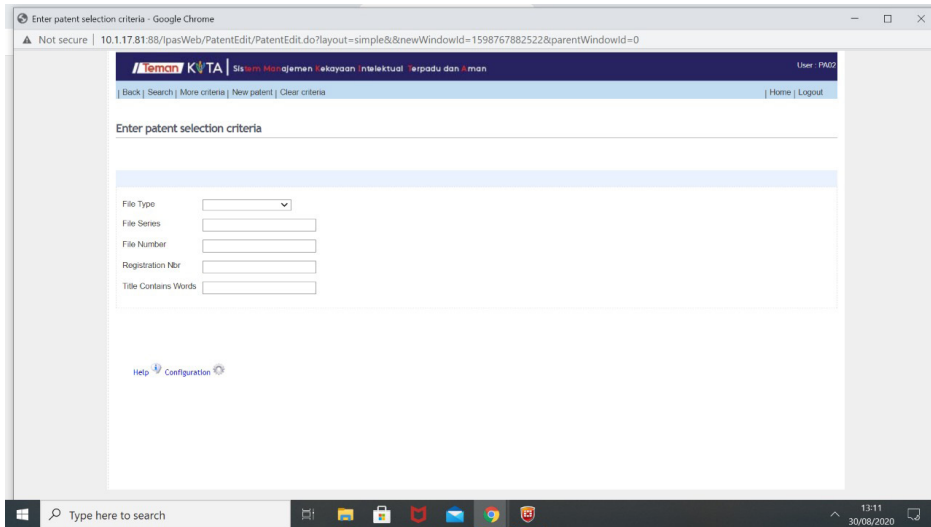 Enter patent selection criteria - Google Chrome
Not secure | 10.1.17.81:88/IpasWeb/PatentEdit/PatentEdit.do?layout=simple&&newWindowId=1598767882522&parentWindowId=0
Teman KITA | Sistem Manajemen Kekayaan Intelektual Terpadu dan Aman User : PA02
| Back | Search | More criteria | New patent | Clear criteria | Home | Logout
Enter patent selection criteria
File Type
File Series
File Number
Registration Nbr
Title Contains Words
Help Configuration
Type here to search
13:11
30/08/2020